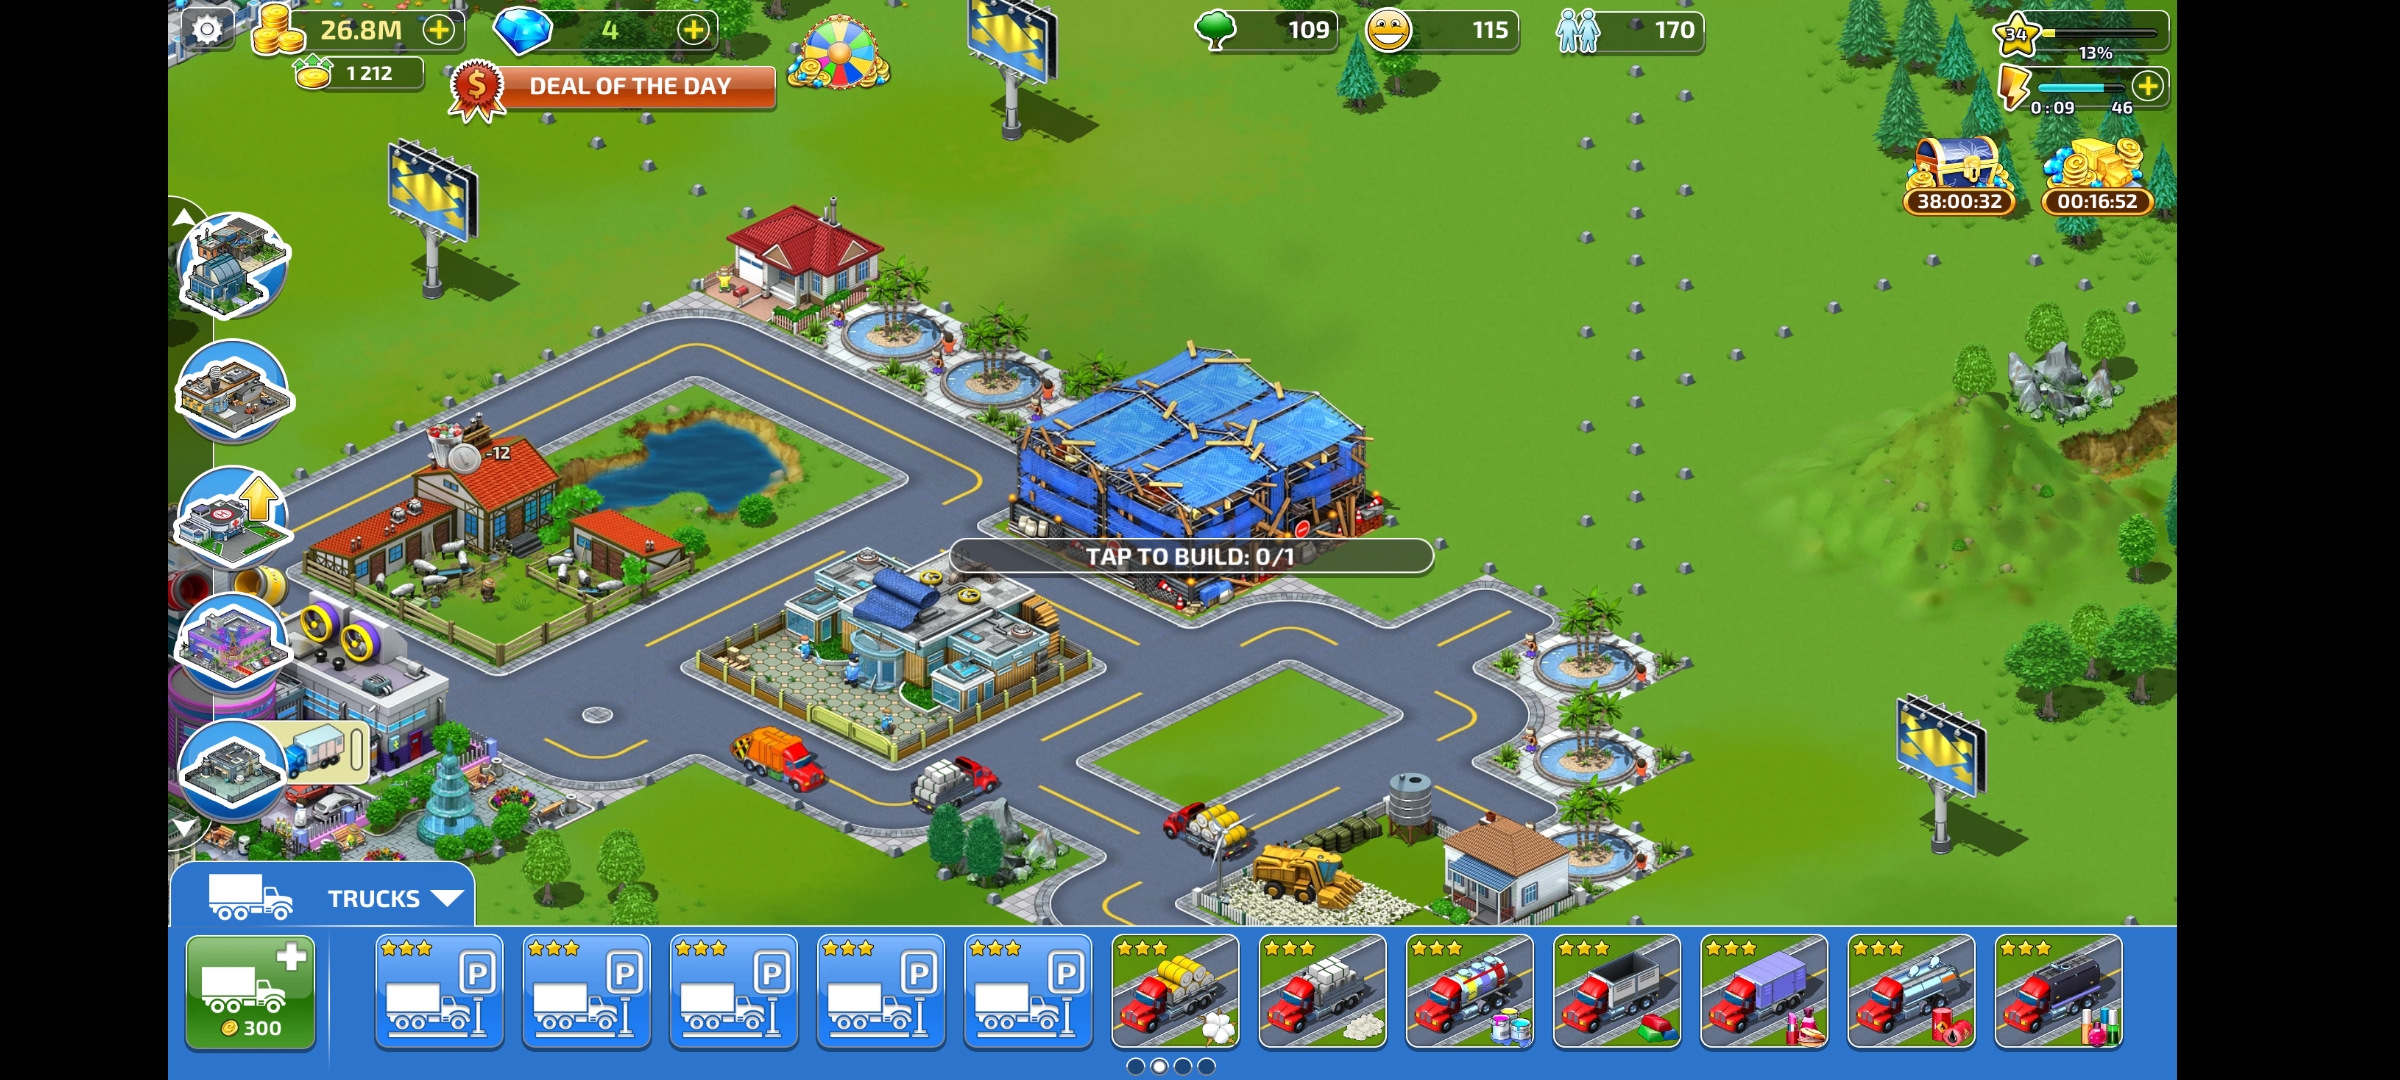 26.8M
4
109
115
170
34
13%
1 212
DEAL OF THE DAY
0:09
46
38:00:32
00:16:52
-12
TAP TO BUILD: 0/1
TRUCKS
300
P
P
P
P
P